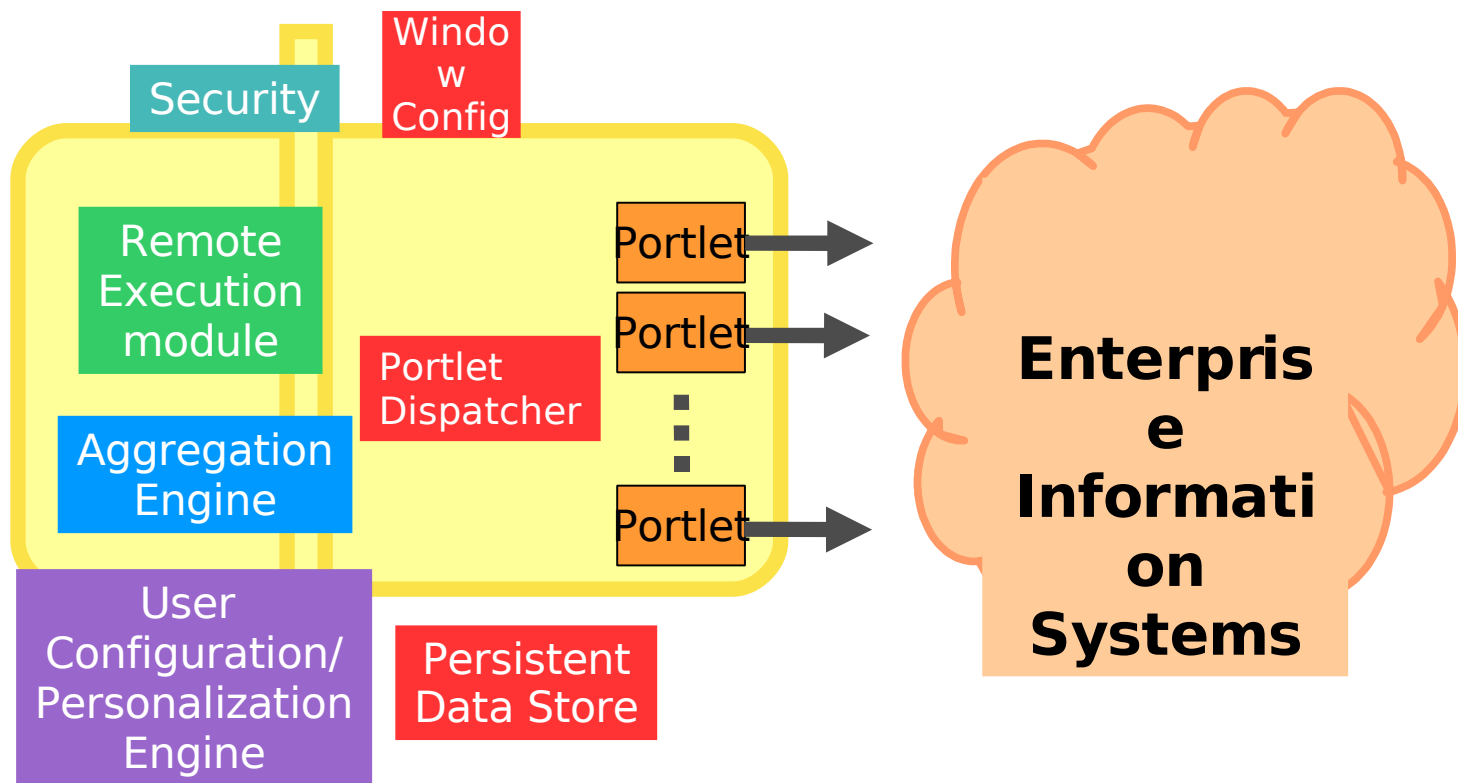 Security
Windo
w
Config
Remote
Execution
module
Portlet
Portlet
Portlet
Dispatcher
Aggregation
Engine
Portlet
User
Configuration/
Personalization
Engine
Persistent
Data Store
Enterpris
e
Informati
on
Systems